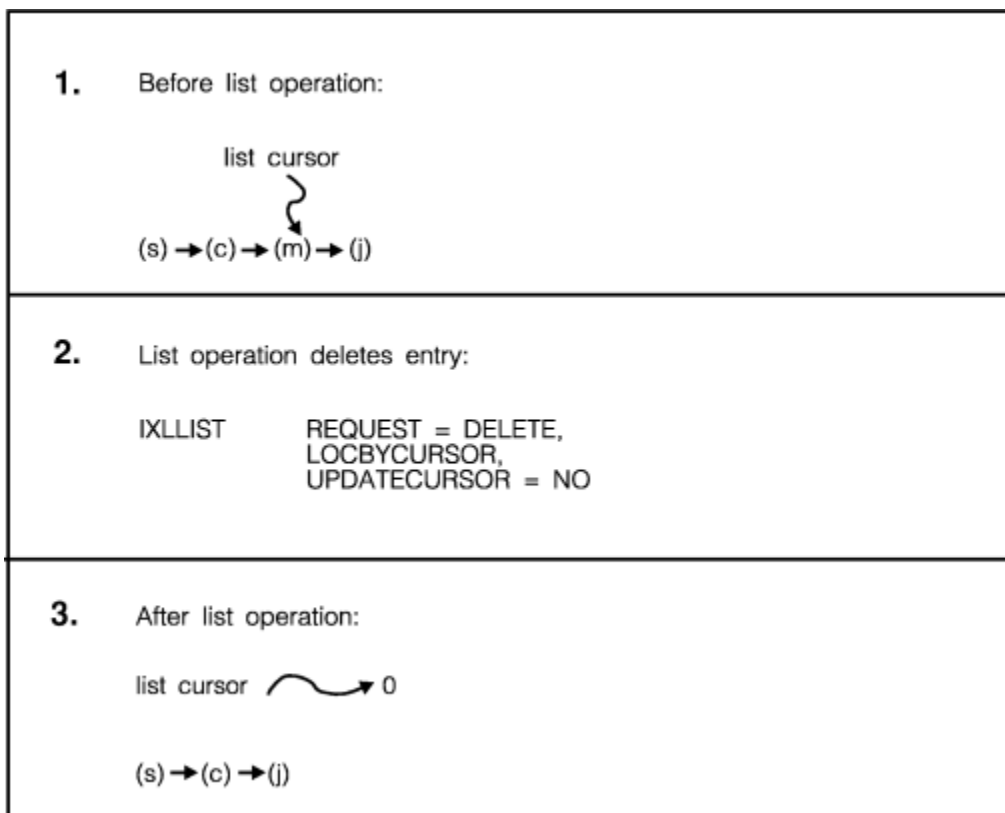 1. Before list operation:
list cursor
(s) → (c) → (m) → (j)
2. List operation deletes entry:
IXLLIST REQUEST = DELETE,
LOCBYCURSOR,
UPDATECURSOR = NO
3. After list operation:
list cursor 0
(s) → (c) → (j)